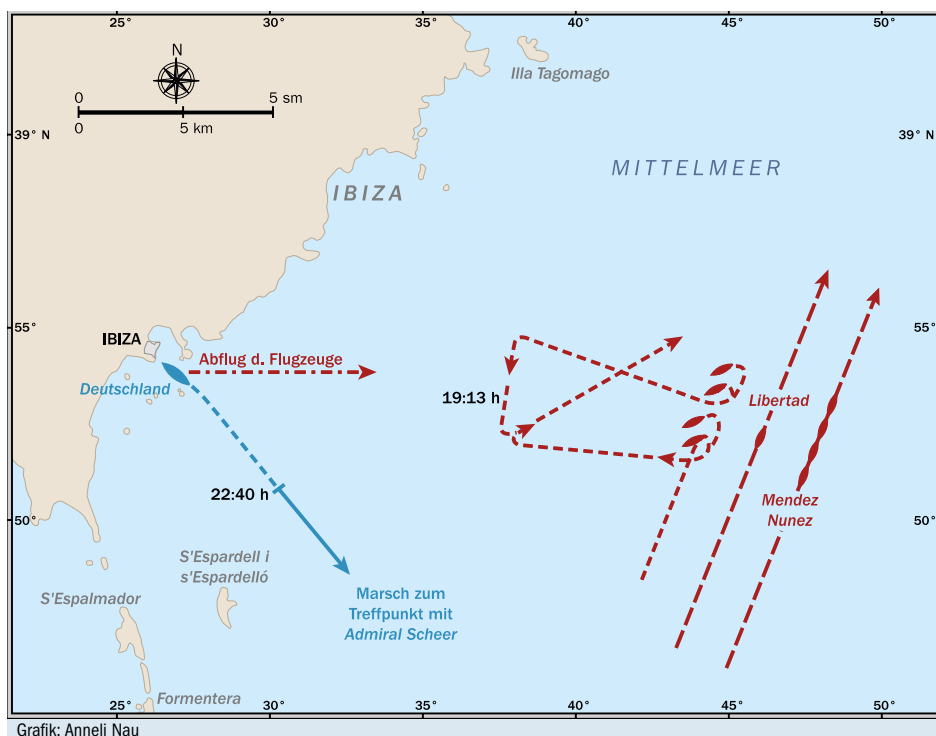 25° 30° 35° 40° 45° 50°
N
Illa Tagomago
0 5 sm
0 5 km
39° N 39° N
MITTELMEER
IBIZA
55° 55°
IBIZA
Abflug d. Flugzeuge
Deutschland
19:13 h
Libertad
22:40 h
Mendez
Nunez
50° 50°
S'Espardell i
s'Espardelló
S'Espalmador
Marsch zum
Treffpunkt mit
Admiral Scheer
Formentera
25° 30° 35° 40° 45° 50°
Grafik: Anneli Nau